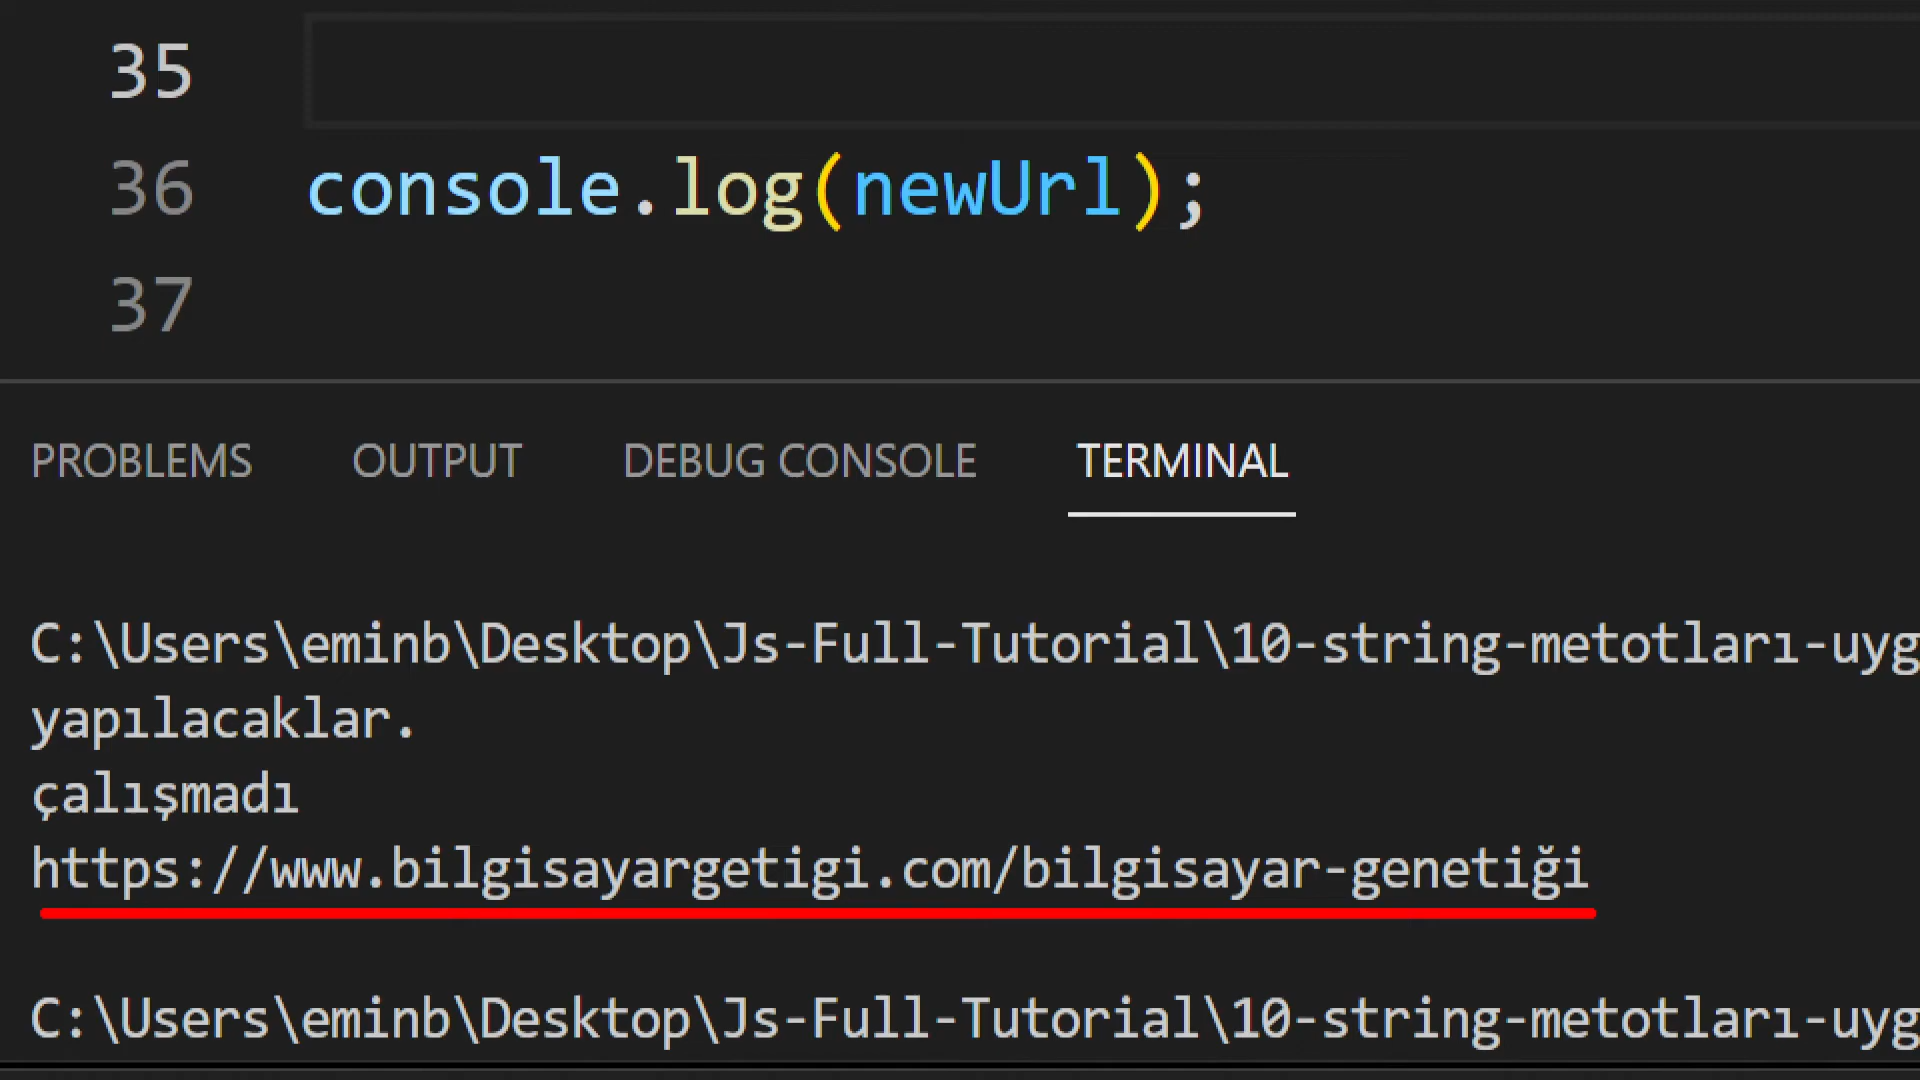 35
36 console.log(newUrl);
37
PROBLEMS OUTPUT DEBUG CONSOLE TERMINAL
C:\Users\eminb\Desktop\Js-Full-Tutorial\10-string-metotları-uyg
yapılacaklar.
çalışmadı
https://www.bilgisayargetigi.com/bilgisayar-genetiği
C:\Users\eminb\Desktop\Js-Full-Tutorial\10-string-metotları-uyg